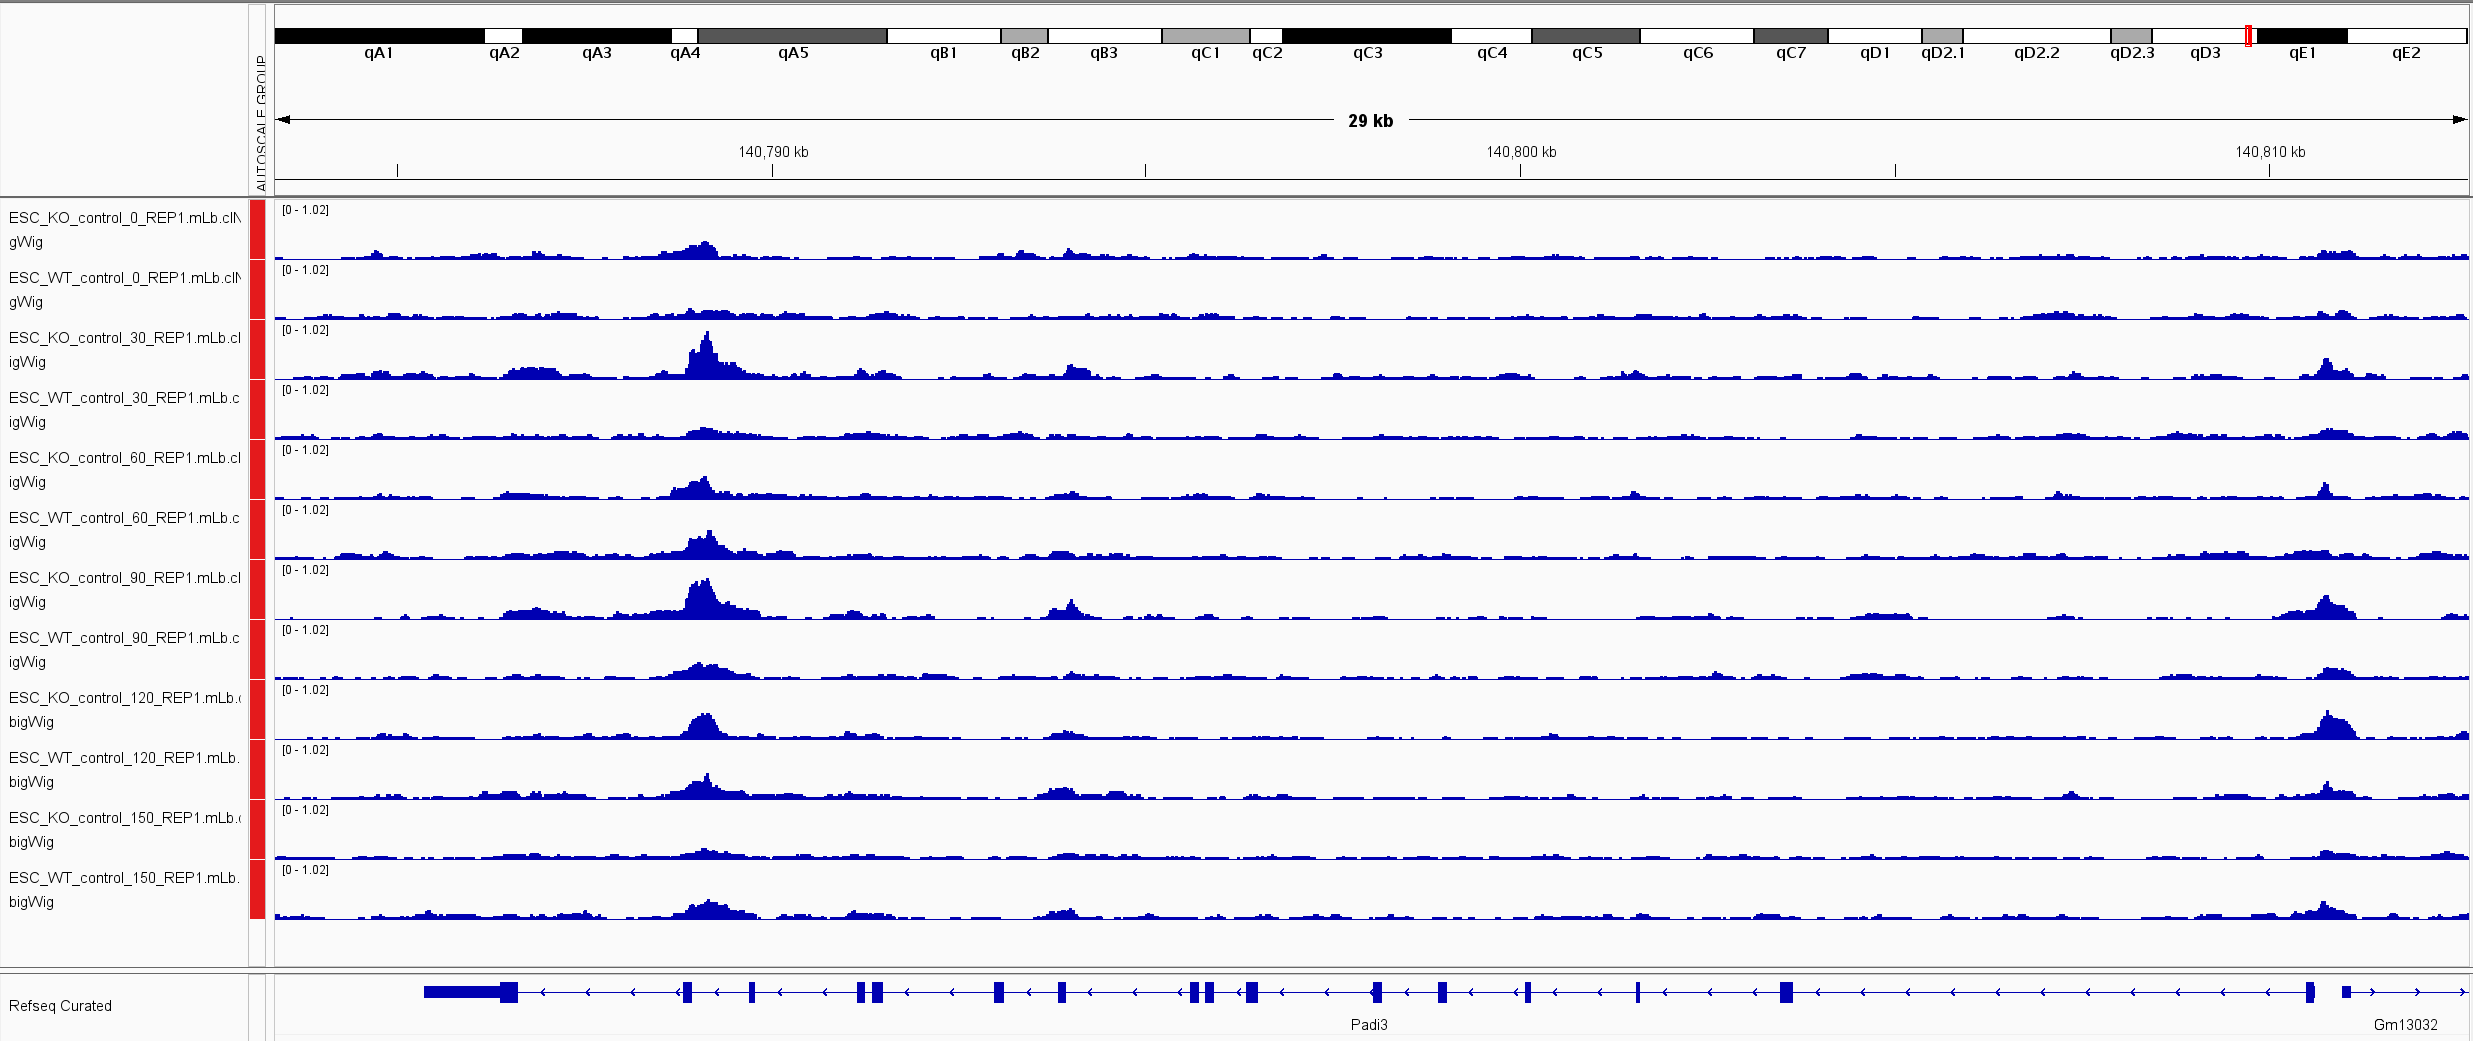 qA1 qA2 qA3 qA4 qA5 qB1 qB2 qB3 qC1 qC2 qC3 qC4 qC5 qC6 qC7 qD1 qD2.1 qD2.2 qD2.3 qD3 qE1 qE2
AUTOSCALE GROUP
29 kb
140,790 kb 140,800 kb 140,810 kb
ESC_KO_control_0_REP1.mLb.clN [0 - 1.02]
gWig
ESC_WT_control_0_REP1.mLb.clN [0 - 1.02]
gWig
ESC_KO_control_30_REP1.mLb.cl [0 - 1.02]
igWig
ESC_WT_control_30_REP1.mLb.c [0 - 1.02]
igWig
ESC_KO_control_60_REP1.mLb.cl [0 - 1.02]
igWig
ESC_WT_control_60_REP1.mLb.c [0 - 1.02]
igWig
ESC_KO_control_90_REP1.mLb.cl [0 - 1.02]
igWig
ESC_WT_control_90_REP1.mLb.c [0 - 1.02]
igWig
ESC_KO_control_120_REP1.mLb.c [0 - 1.02]
bigWig
ESC_WT_control_120_REP1.mLb. [0 - 1.02]
bigWig
ESC_KO_control_150_REP1.mLb.c [0 - 1.02]
bigWig
ESC_WT_control_150_REP1.mLb. [0 - 1.02]
bigWig
Refseq Curated
Padi3 Gm13032